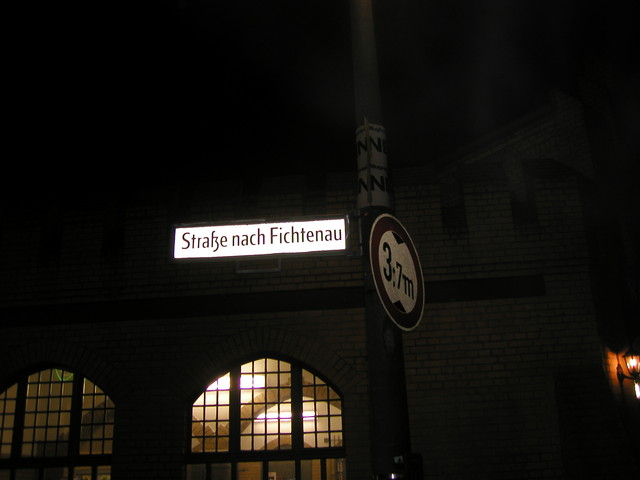 Straße nach Fichtenau
3,7m